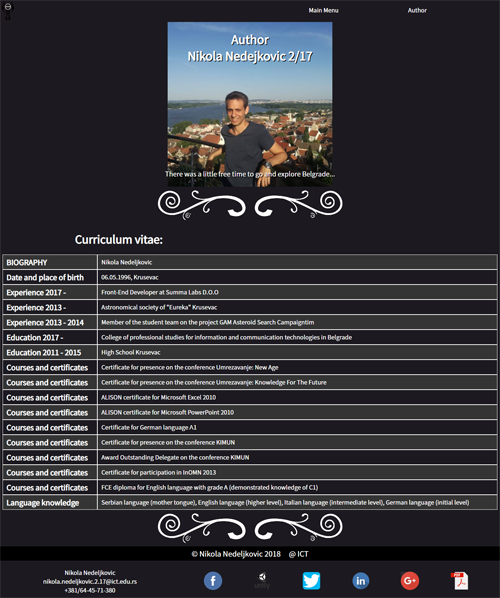 Main Menu
Author
Author
Nikola Nedejkovic 2/17
There was a little free time to go and explore Belgrade...
Curriculum vitae:
BIOGRAPHY Nikola Nedeljkovic
Date and place of birth 06.05.1996, Krusevac
Experience 2017 - Front-End Developer at Summa Labs D.O.O
Experience 2013 - Astronomical society of "Eureka" Krusevac
Experience 2013 - 2014 Member of the student team on the project GAM Asteroid Search Campaigntim
Education 2017 - College of professional studies for information and communication technologies in Belgrade
Education 2011 - 2015 High School Krusevac
Courses and certificates Certificate for presence on the conference Umrezavanje: New Age
Courses and certificates Certificate for presence on the conference Umrezavanje: Knowledge For The Future
Courses and certificates ALISON certificate for Microsoft Excel 2010
Courses and certificates ALISON certificate for Microsoft PowerPoint 2010
Courses and certificates Certificate for German language A1
Courses and certificates Certificate for presence on the conference KIMUN
Courses and certificates Award Outstanding Delegate on the conference KIMUN
Courses and certificates Certificate for participation in InOMN 2013
Courses and certificates FCE diploma for English language with grade A (demonstrated knowledge of C1)
Language knowledge Serbian language (mother tongue), English language (higher level), Italian language (intermediate level), German language (initial level)
© Nikola Nedeljkovic 2018 @ ICT
Nikola Nedeljkovic
nikola.nedeljkovic.2.17@ict.edu.rs
+381/64-45-71-380
f
in
G+
PDF